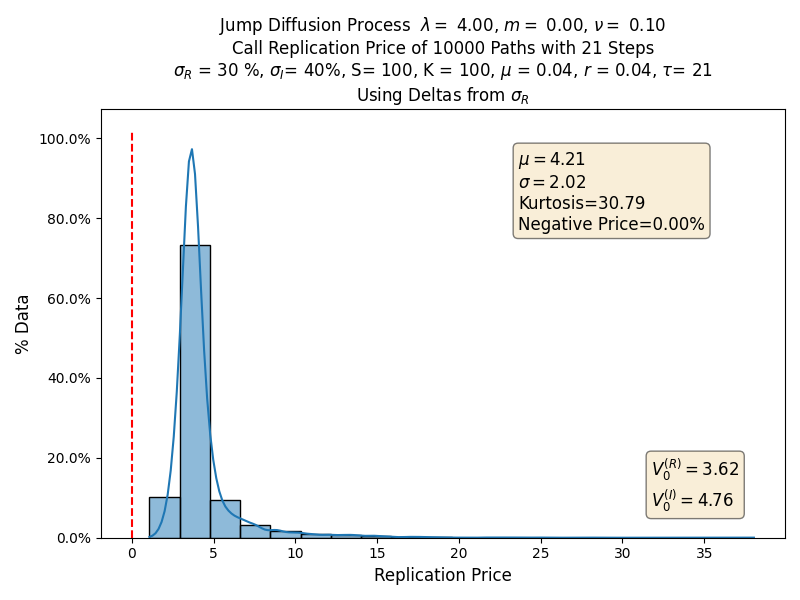 Jump Diffusion Process λ = 4.00, m = 0.00, ν = 0.10
Call Replication Price of 10000 Paths with 21 Steps
σ_R = 30 %, σ_I= 40%, S= 100, K = 100, μ = 0.04, r = 0.04, τ= 21
Using Deltas from σ_R
100.0%
80.0%
60.0%
40.0%
20.0%
0.0%
% Data
μ = 4.21
σ = 2.02
Kurtosis=30.79
Negative Price=0.00%
V_0^(R) = 3.62
V_0^(I) = 4.76
0 5 10 15 20 25 30 35
Replication Price